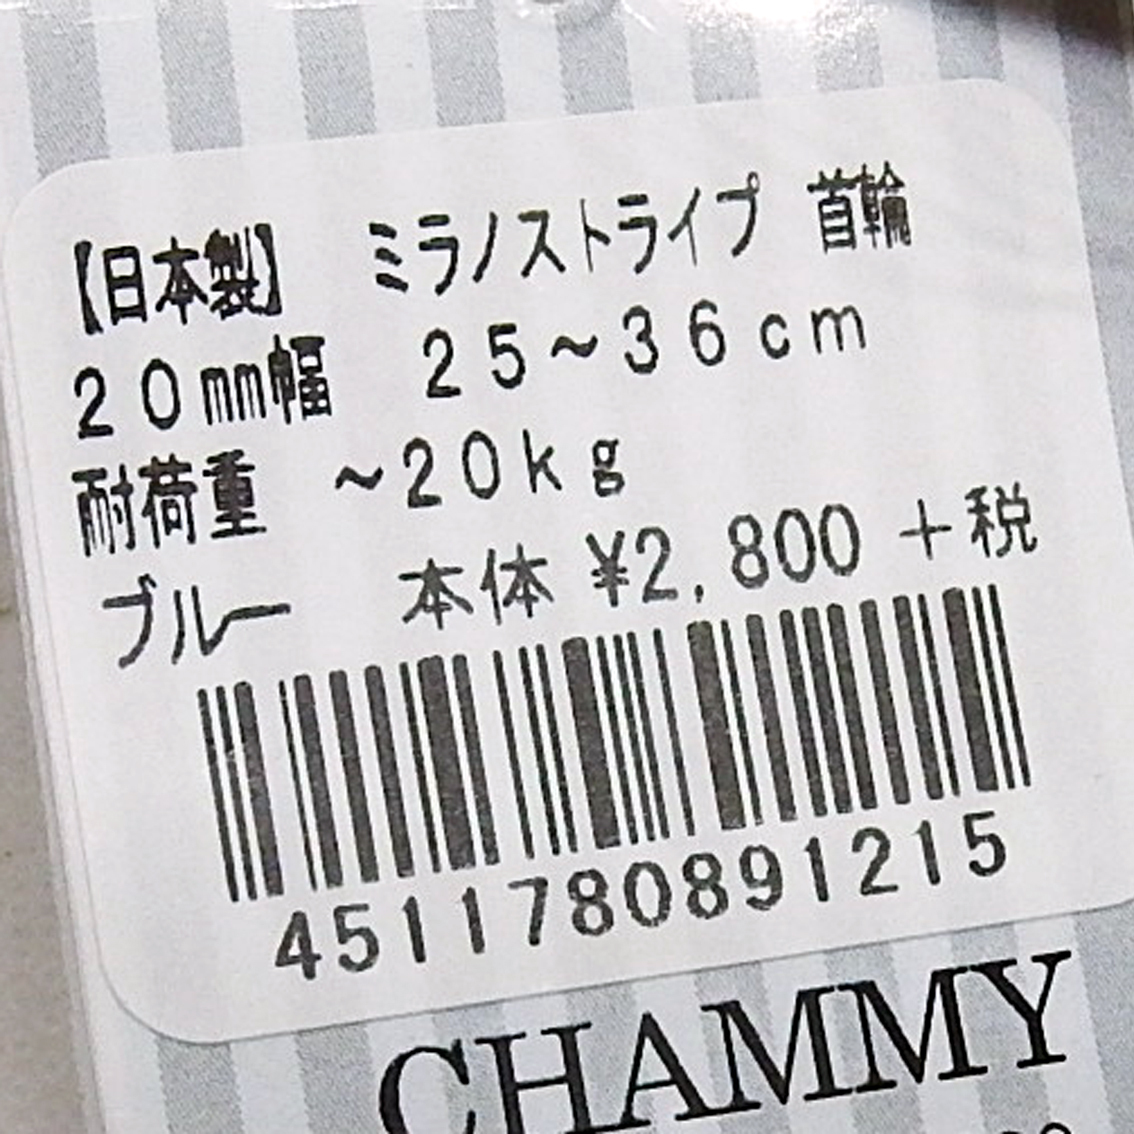 【日本製】 ミラノストライプ 首輪
20mm幅 25~36cm
耐荷重 ~20kg
ブルー 本体 ¥2,800 +税
4511780891215
CHAMMY